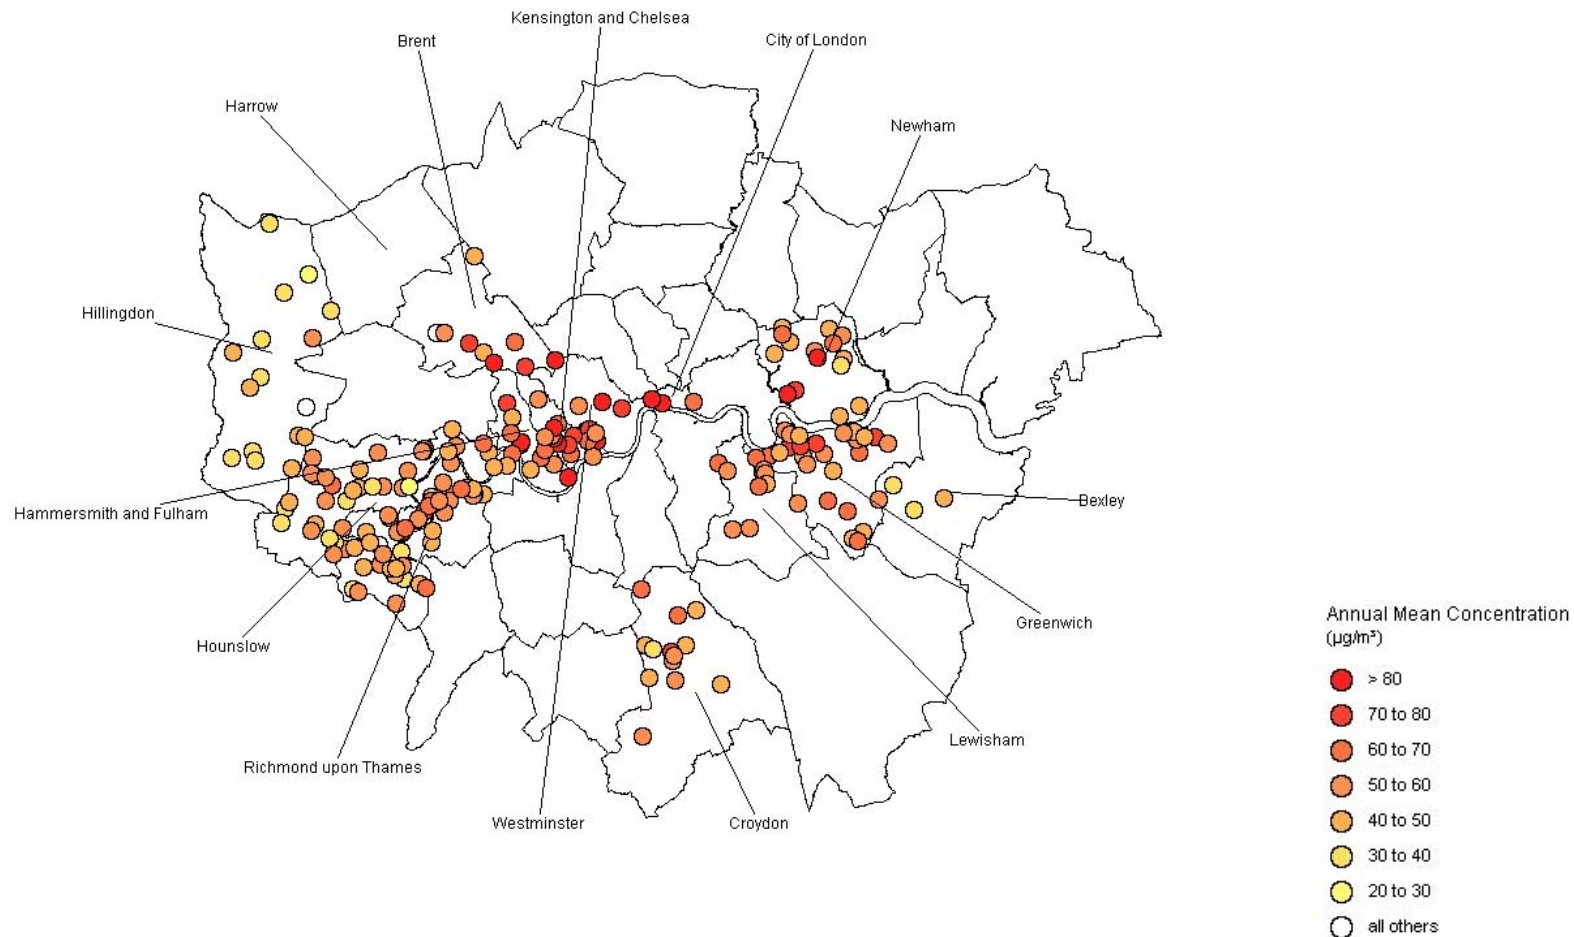 Kensington and Chelsea
Brent
City of London
Harrow
Newham
Hillingdon
Hammersmith and Fulham
Bexley
Greenwich
Hounslow
Lewisham
Richmond upon Thames
Westminster
Croydon
Annual Mean Concentration
(µg/m³)
> 80
70 to 80
60 to 70
50 to 60
40 to 50
30 to 40
20 to 30
all others